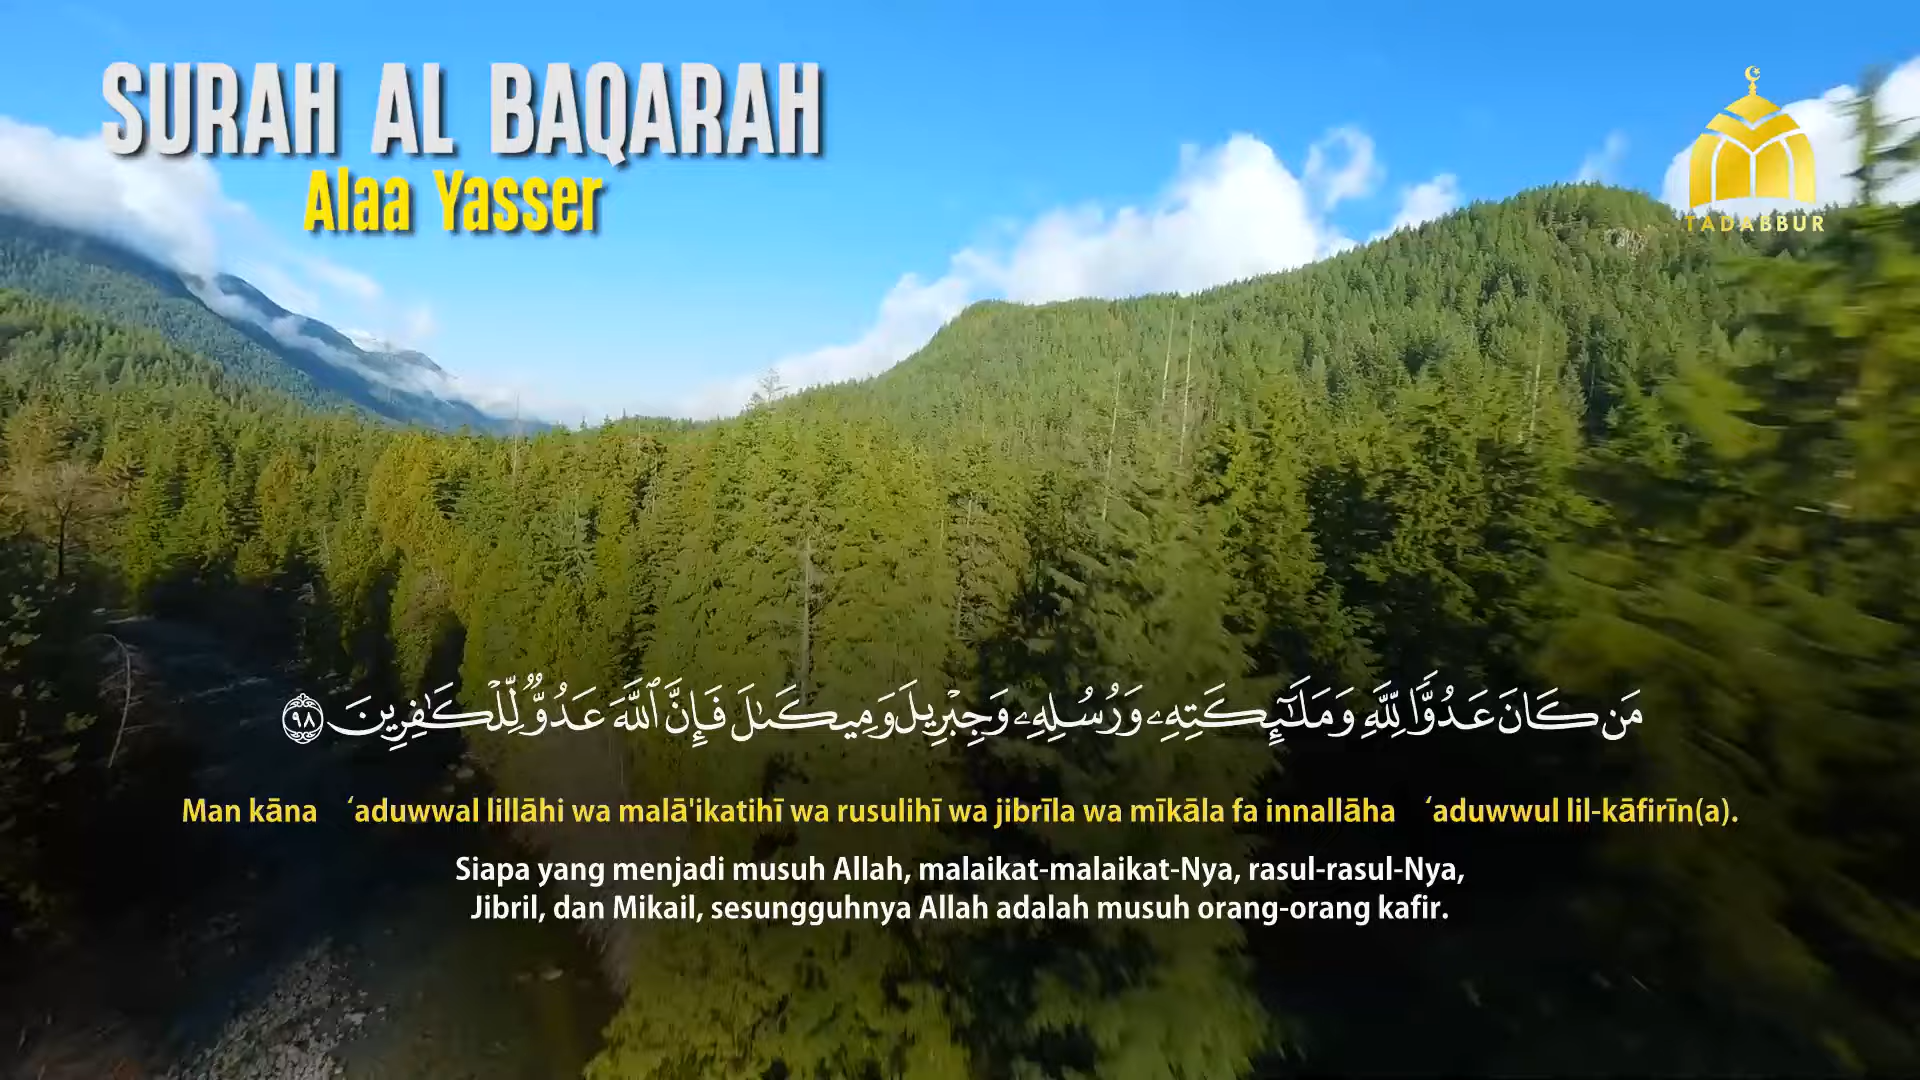 SURAH AL BAQARAH
Alaa Yasser
TADABBUR
مَن كَانَ عَدُوًّا لِّلَّهِ وَمَلَـٰٓئِكَتِهِۦ وَرُسُلِهِۦ وَجِبْرِيلَ وَمِيكَىٰلَ فَإِنَّ ٱللَّهَ عَدُوٌّ لِّلْكَـٰفِرِينَ ٩٨
Man kāna ‘aduwwal lillāhi wa malā'ikatihī wa rusulihī wa jibrīla wa mīkāla fa innallāha ‘aduwwul lil-kāfirīn(a).
Siapa yang menjadi musuh Allah, malaikat-malaikat-Nya, rasul-rasul-Nya,
Jibril, dan Mikail, sesungguhnya Allah adalah musuh orang-orang kafir.